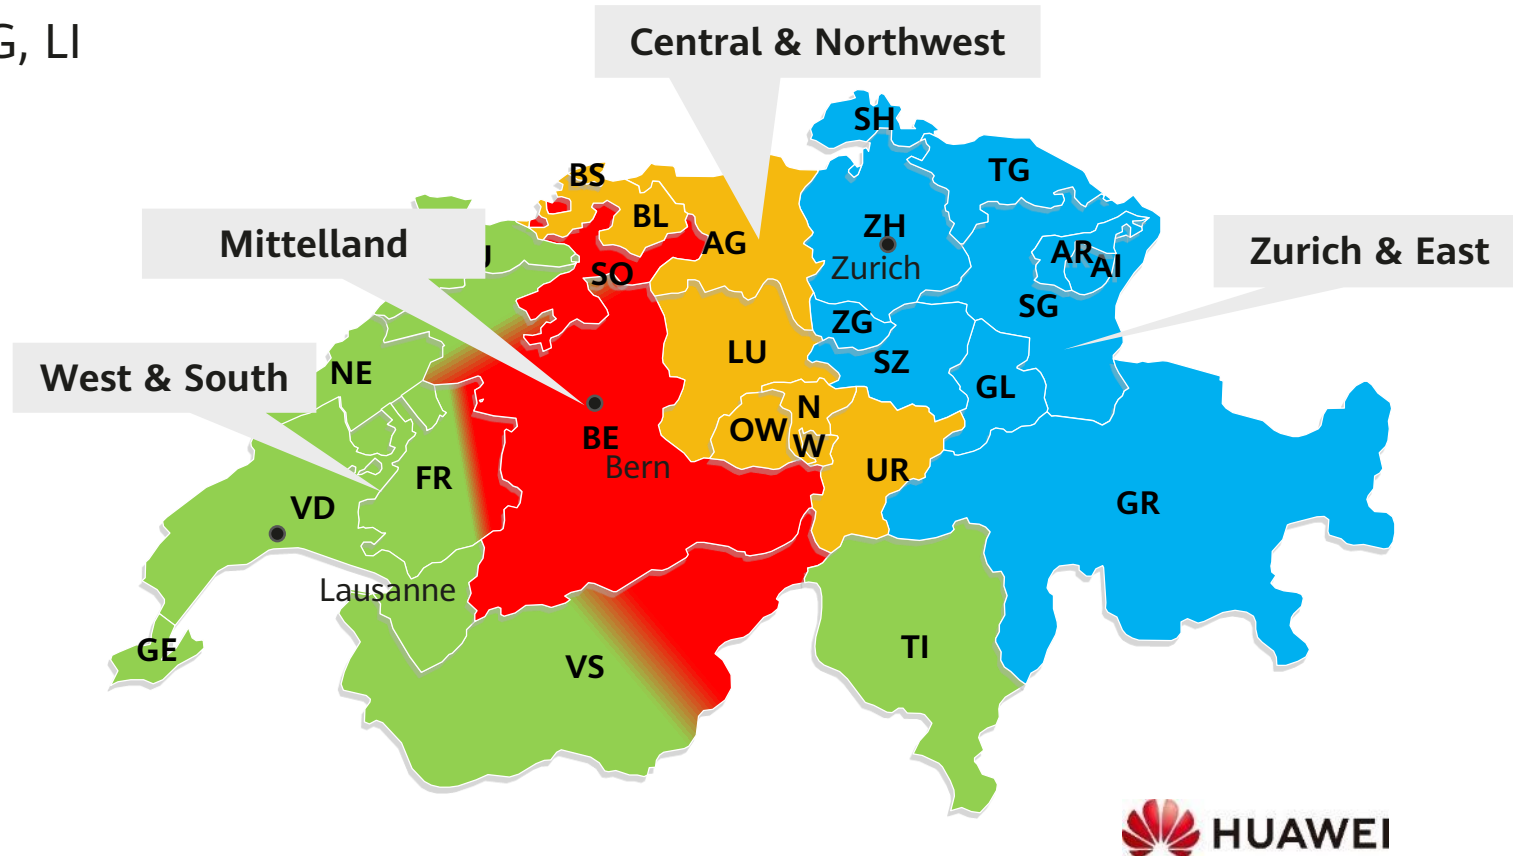 G, LI
Central & Northwest
SH
TG
BS
BL
Mittelland
AG
ZH
Zurich
AR
AI
Zurich & East
SO
SG
ZG
LU
SZ
West & South
NE
GL
N
W
OW
BE
Bern
UR
FR
VD
GR
Lausanne
GE
VS
TI
HUAWEI